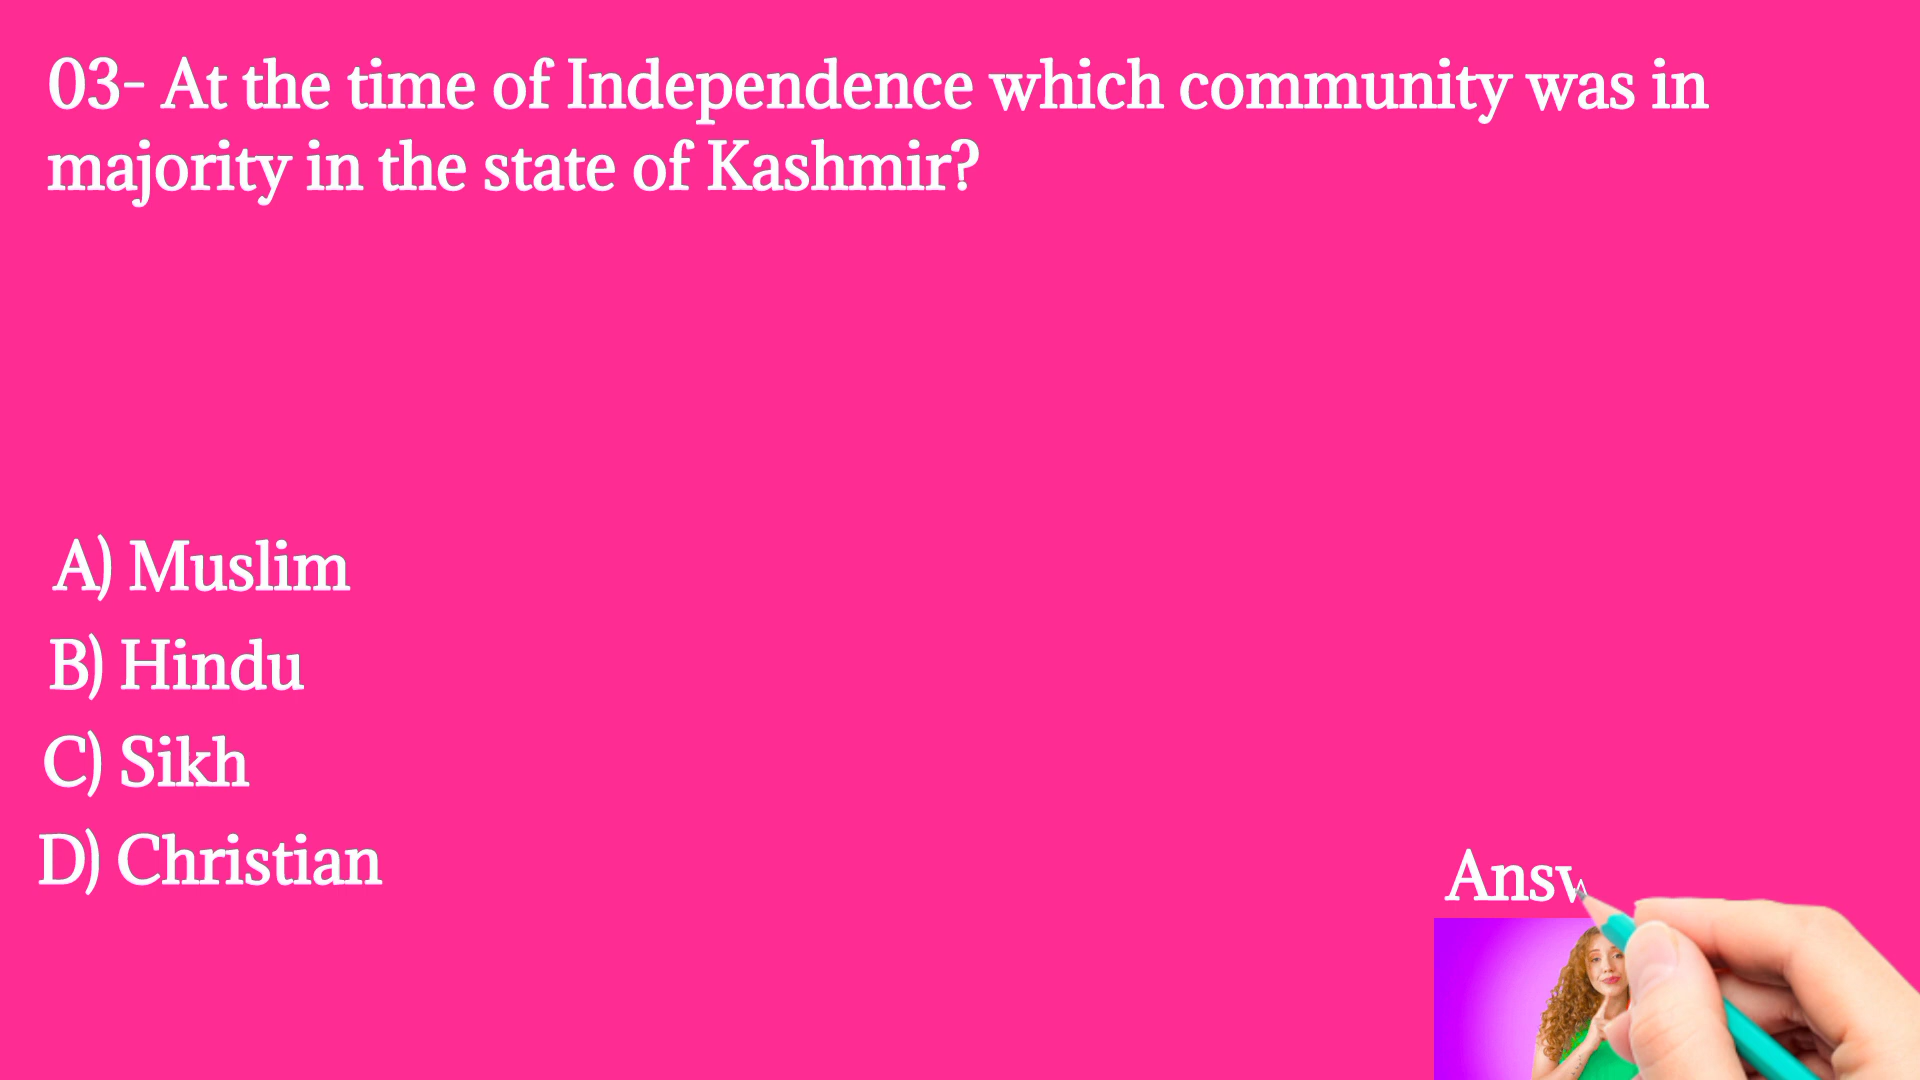 03- At the time of Independence which community was in
majority in the state of Kashmir?
A) Muslim
B) Hindu
C) Sikh
D) Christian
Answ